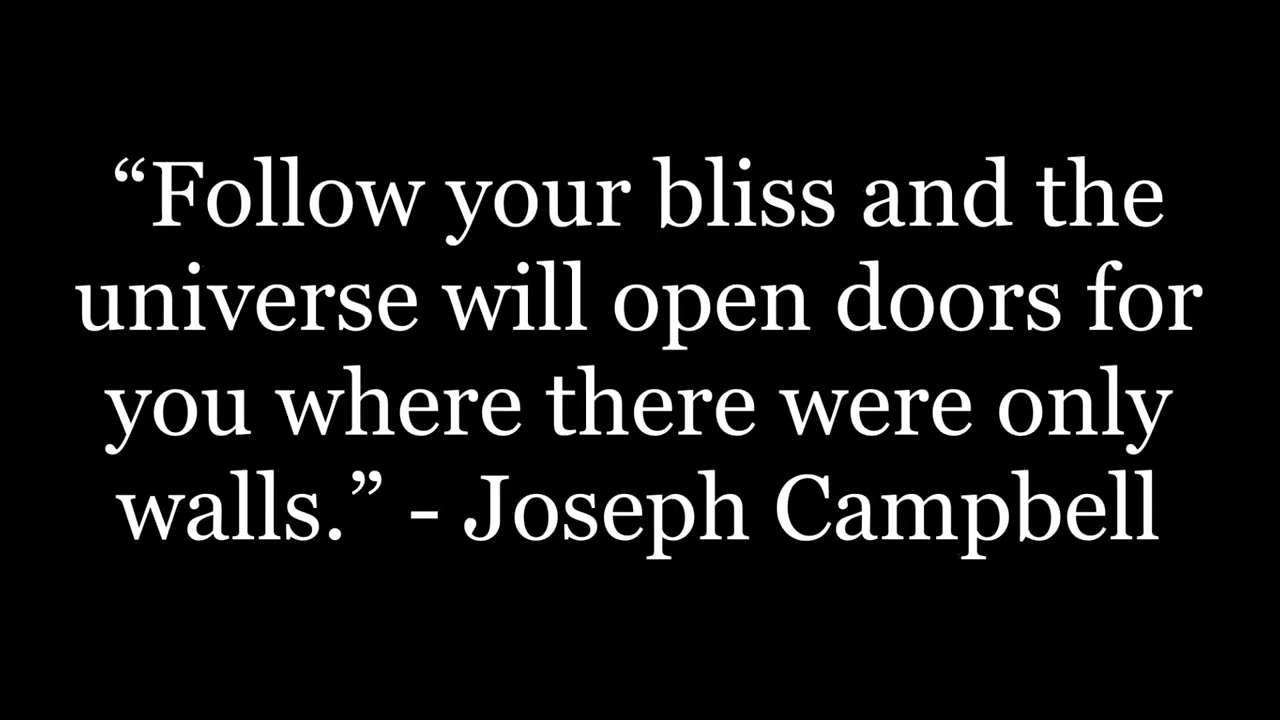 “Follow your bliss and the
universe will open doors for
you where there were only
walls.” - Joseph Campbell